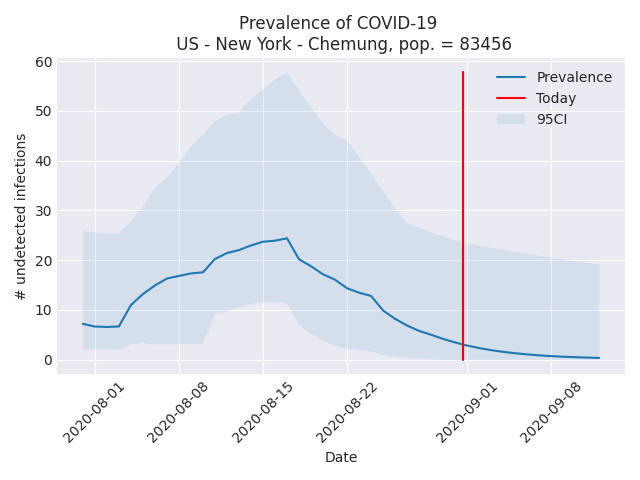 Prevalence of COVID-19
US - New York - Chemung, pop. = 83456
# undetected infections
60
50
40
30
20
10
0
Prevalence
Today
95CI
2020-08-01
2020-08-08
2020-08-15
2020-08-22
2020-09-01
2020-09-08
Date